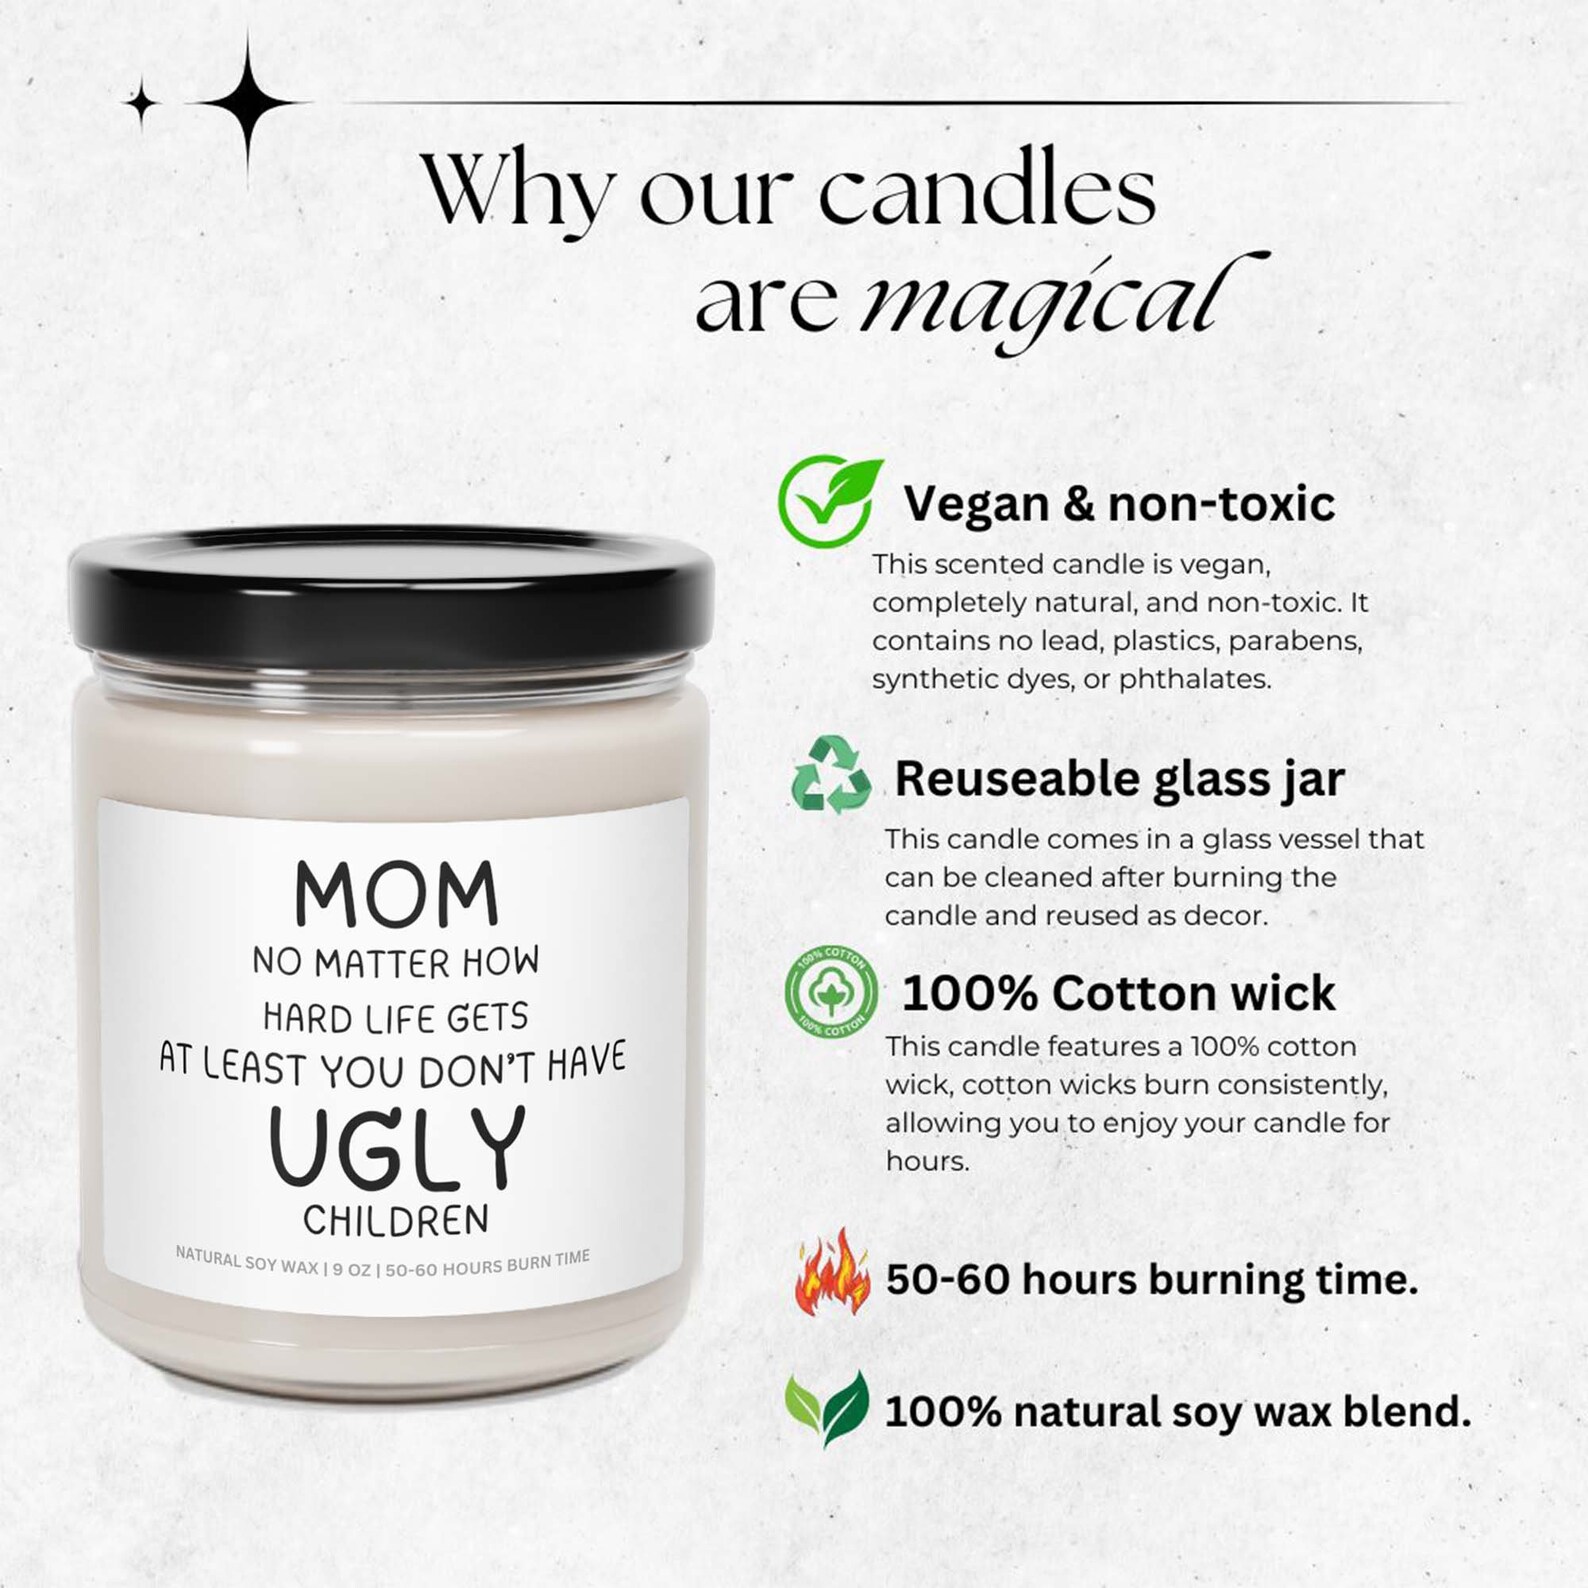 Why our candles
are magical
Vegan & non-toxic
This scented candle is vegan,
completely natural, and non-toxic. It
contains no lead, plastics, parabens,
synthetic dyes, or phthalates.
Reuseable glass jar
This candle comes in a glass vessel that
can be cleaned after burning the
candle and reused as decor.
100% COTTON
100% COTTON
100% Cotton wick
This candle features a 100% cotton
wick, cotton wicks burn consistently,
allowing you to enjoy your candle for
hours.
50-60 hours burning time.
100% natural soy wax blend.
MOM
NO MATTER HOW
HARD LIFE GETS
AT LEAST YOU DON'T HAVE
UGLY
CHILDREN
NATURAL SOY WAX | 9 OZ | 50-60 HOURS BURN TIME